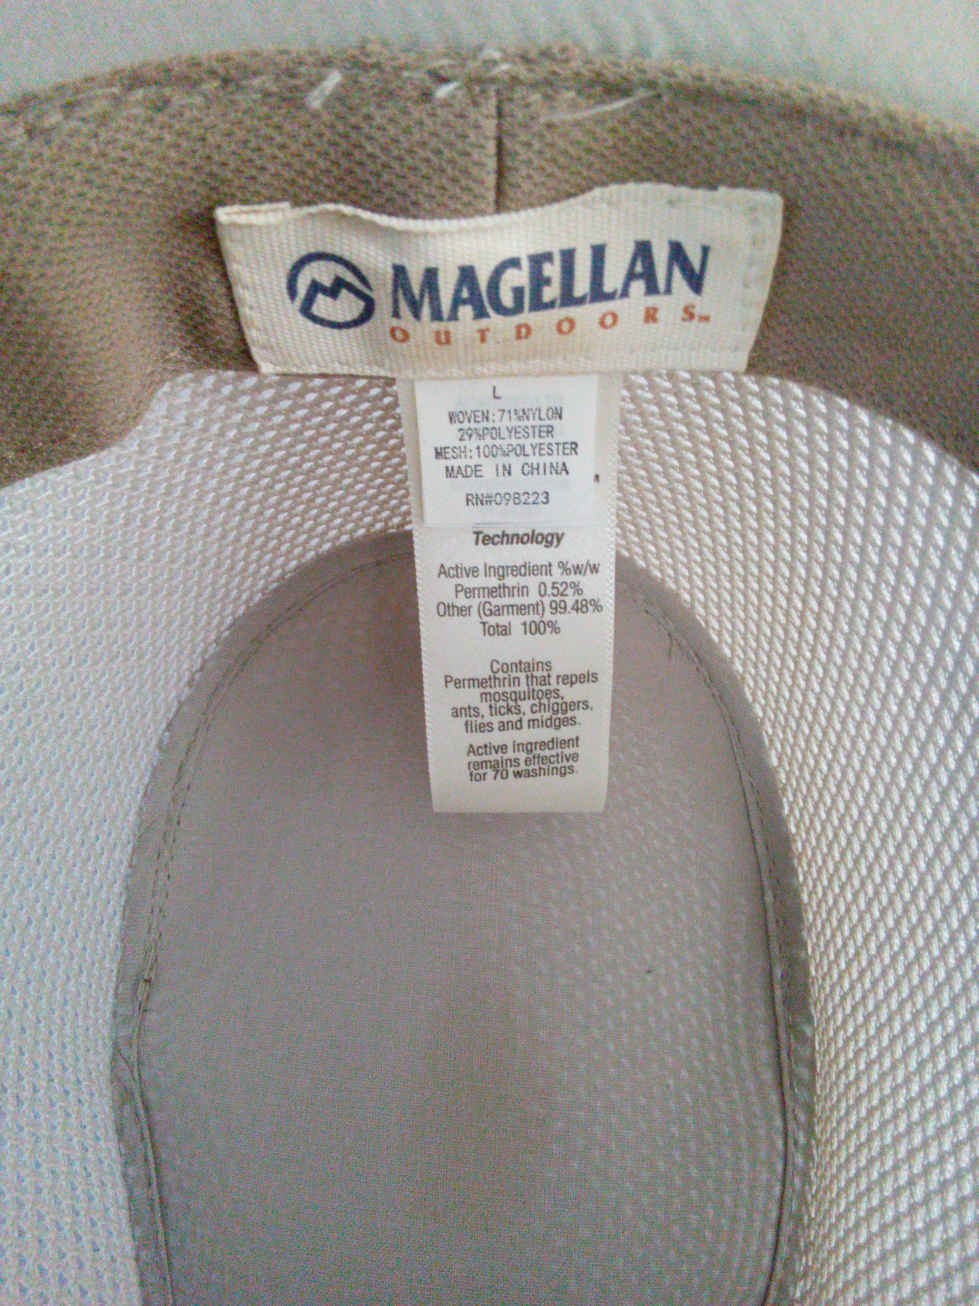 MAGELLAN
OUTDOORS
L
WOVEN:71%NYLON
29%POLYESTER
MESH:100%POLYESTER
MADE IN CHINA
RN#098223
Technology
Active Ingredient %w/w
Permethrin 0.52%
Other (Garment) 99.48%
Total 100%
Contains
Permethrin that repels
mosquitoes,
ants, ticks, chiggers,
flies and midges.
Active ingredient
remains effective
for 70 washings.